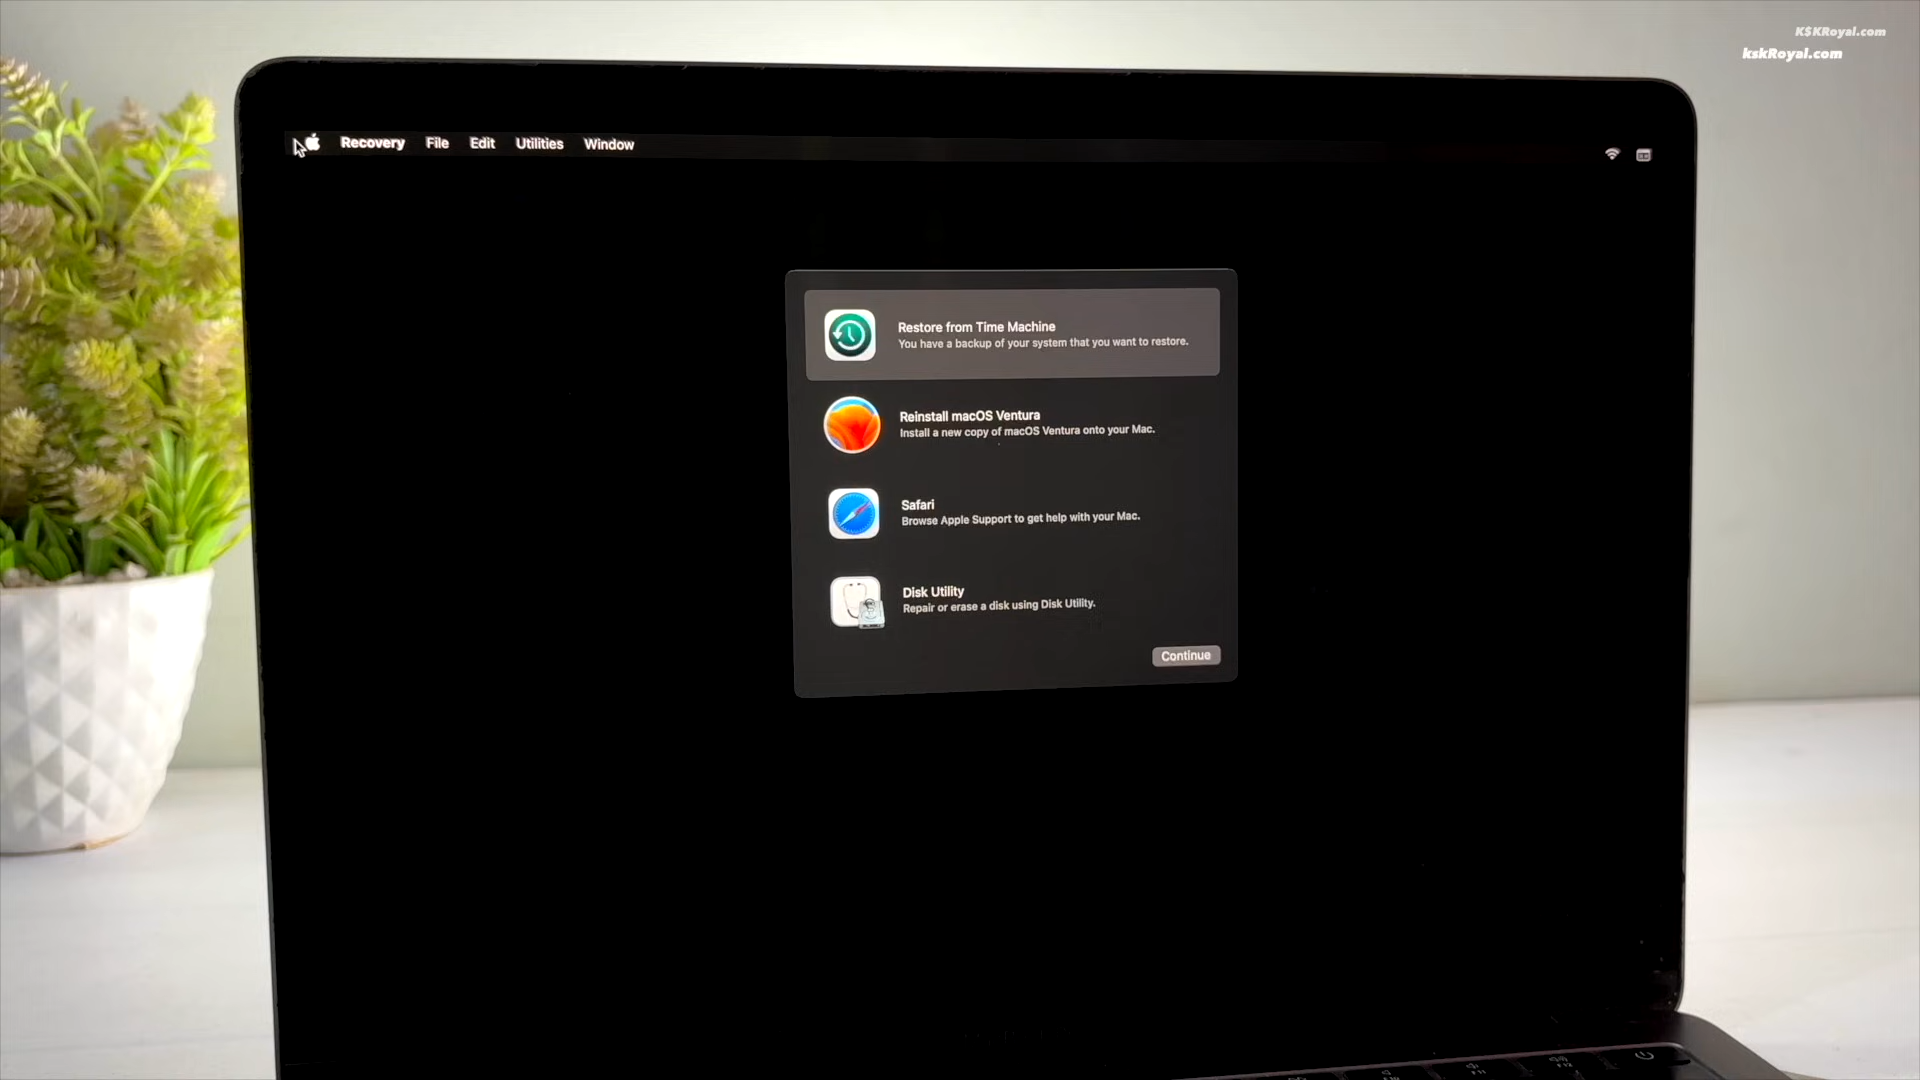 K$KRoyal.com
kskRoyal.com
Recovery File Edit Utilities Window
Restore from Time Machine
You have a backup of your system that you want to restore.
Reinstall macOS Ventura
Install a new copy of macOS Ventura onto your Mac.
Safari
Browse Apple Support to get help with your Mac.
Disk Utility
Repair or erase a disk using Disk Utility.
Continue